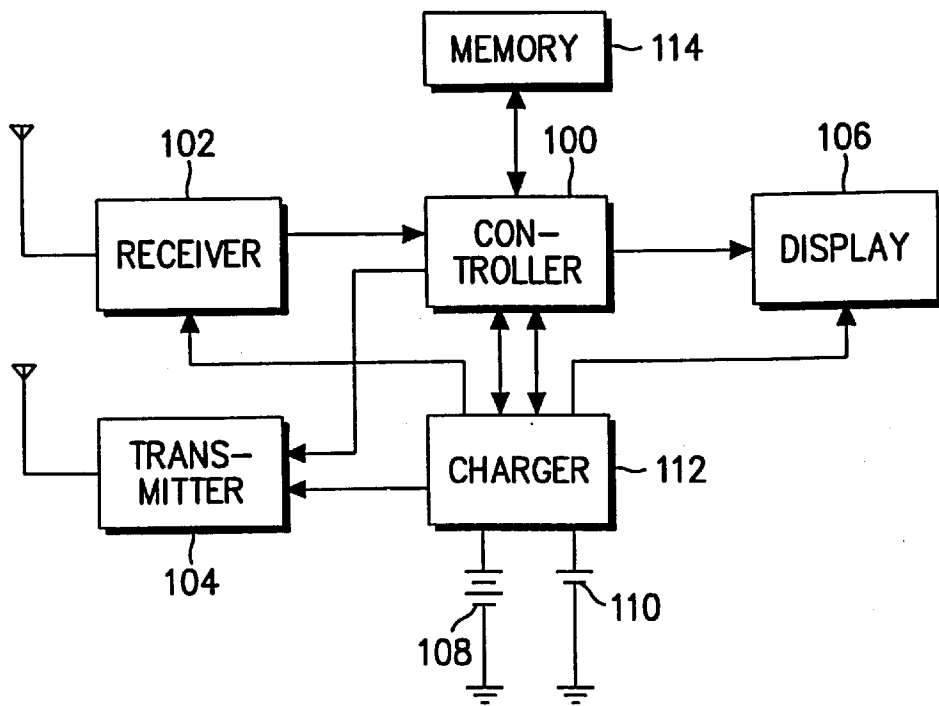 MEMORY
114
102
100
106
RECEIVER
CON-
TROLLER
DISPLAY
TRANS-
MITTER
CHARGER
112
104
108
110